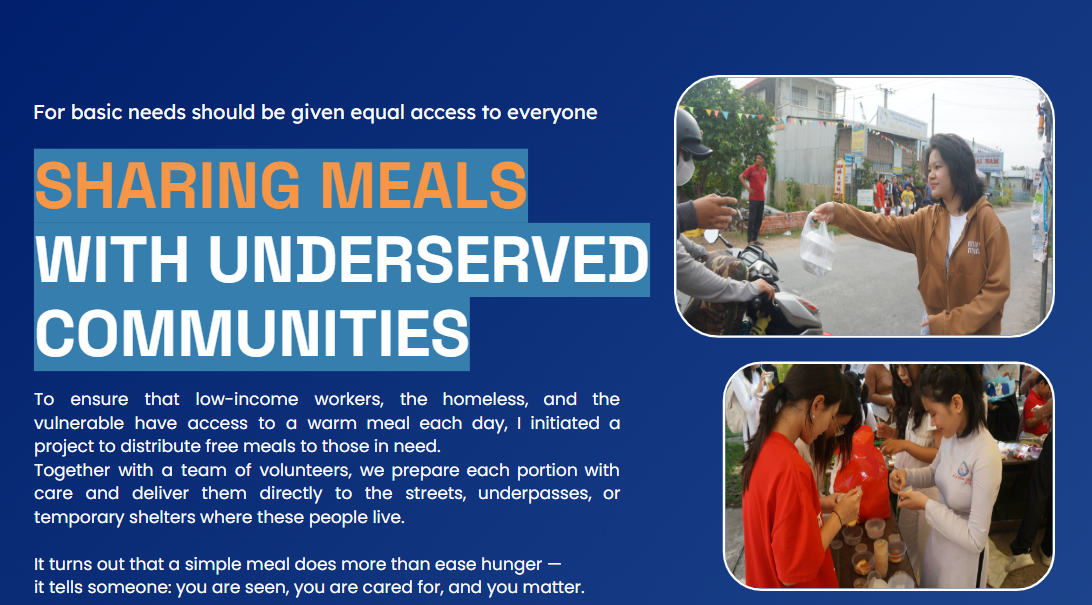 For basic needs should be given equal access to everyone
SHARING MEALS
WITH UNDERSERVED
COMMUNITIES
To ensure that low-income workers, the homeless, and the
vulnerable have access to a warm meal each day, I initiated a
project to distribute free meals to those in need.
Together with a team of volunteers, we prepare each portion with
care and deliver them directly to the streets, underpasses, or
temporary shelters where these people live.
It turns out that a simple meal does more than ease hunger —
it tells someone: you are seen, you are cared for, and you matter.